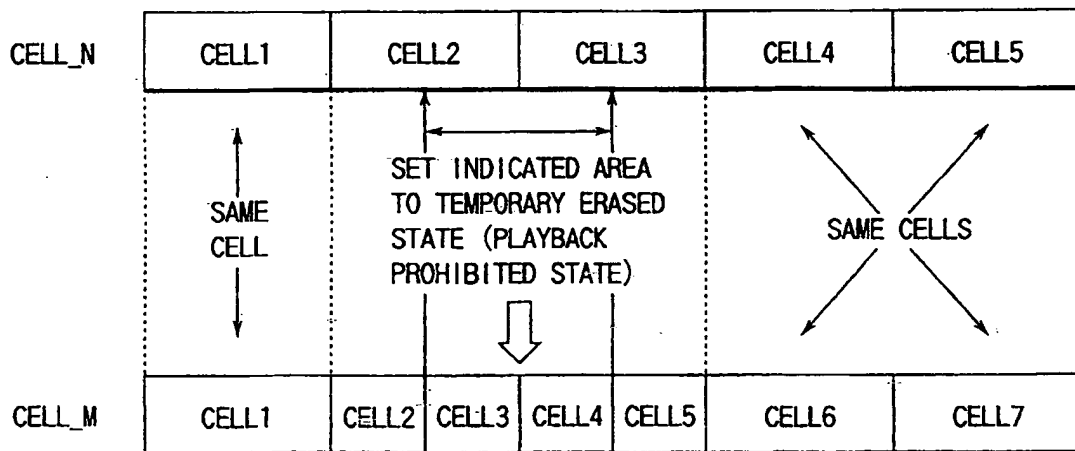 CELL_N CELL1 CELL2 CELL3 CELL4 CELL5
SET INDICATED AREA
TO TEMPORARY ERASED
STATE (PLAYBACK
PROHIBITED STATE)
SAME
CELL
SAME CELLS
CELL_M CELL1 CELL2 CELL3 CELL4 CELL5 CELL6 CELL7